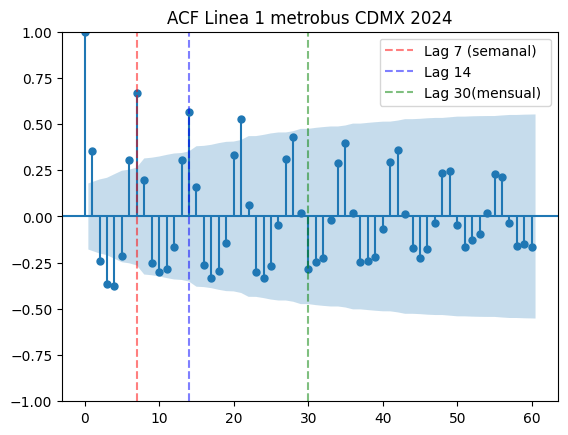 ACF Linea 1 metrobus CDMX 2024
1.00
0.75
0.50
0.25
0.00
−0.25
−0.50
−0.75
−1.00
Lag 7 (semanal)
Lag 14
Lag 30(mensual)
0 10 20 30 40 50 60